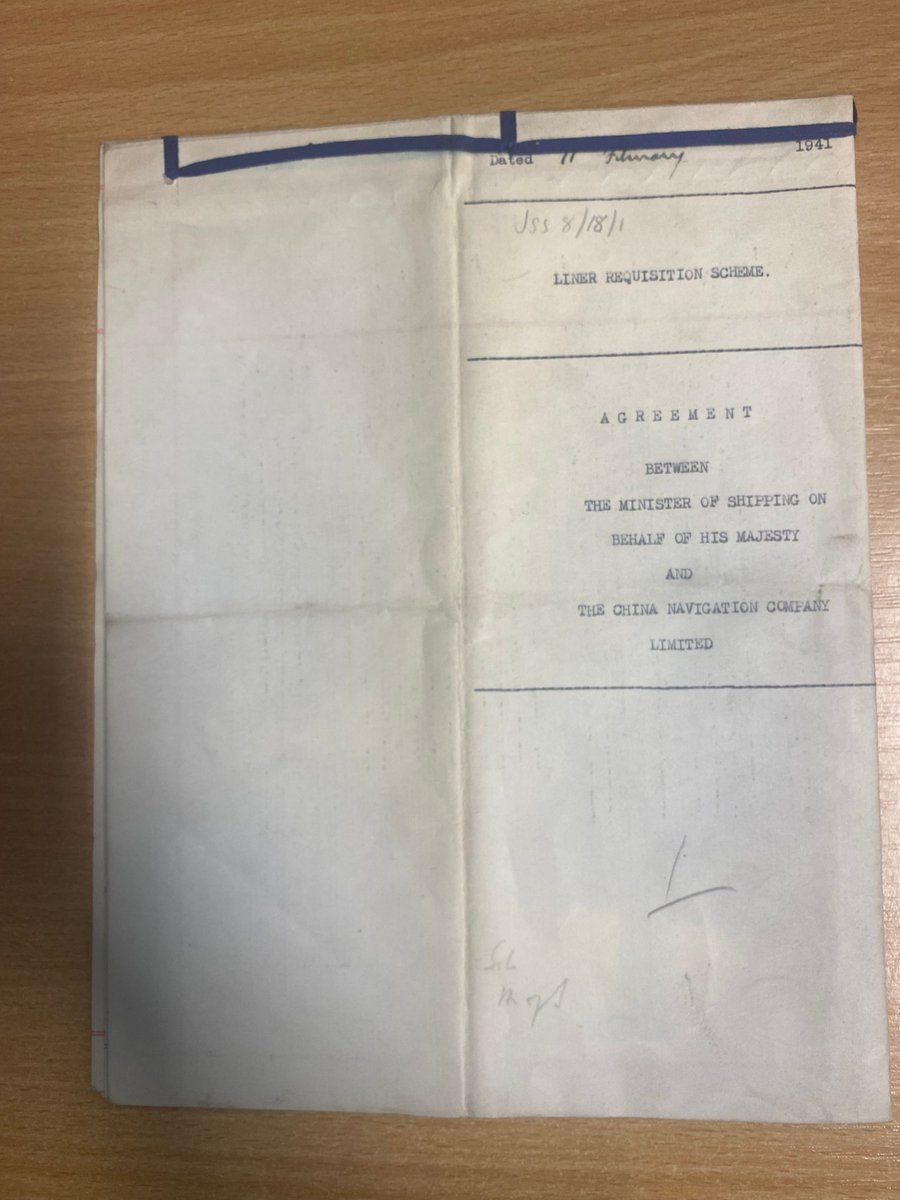 Dated 11 February 1941
JSS 8/18/1
LINER REQUISITION SCHEME.
AGREEMENT
BETWEEN
THE MINISTER OF SHIPPING ON
BEHALF OF HIS MAJESTY
AND
THE CHINA NAVIGATION COMPANY
LIMITED